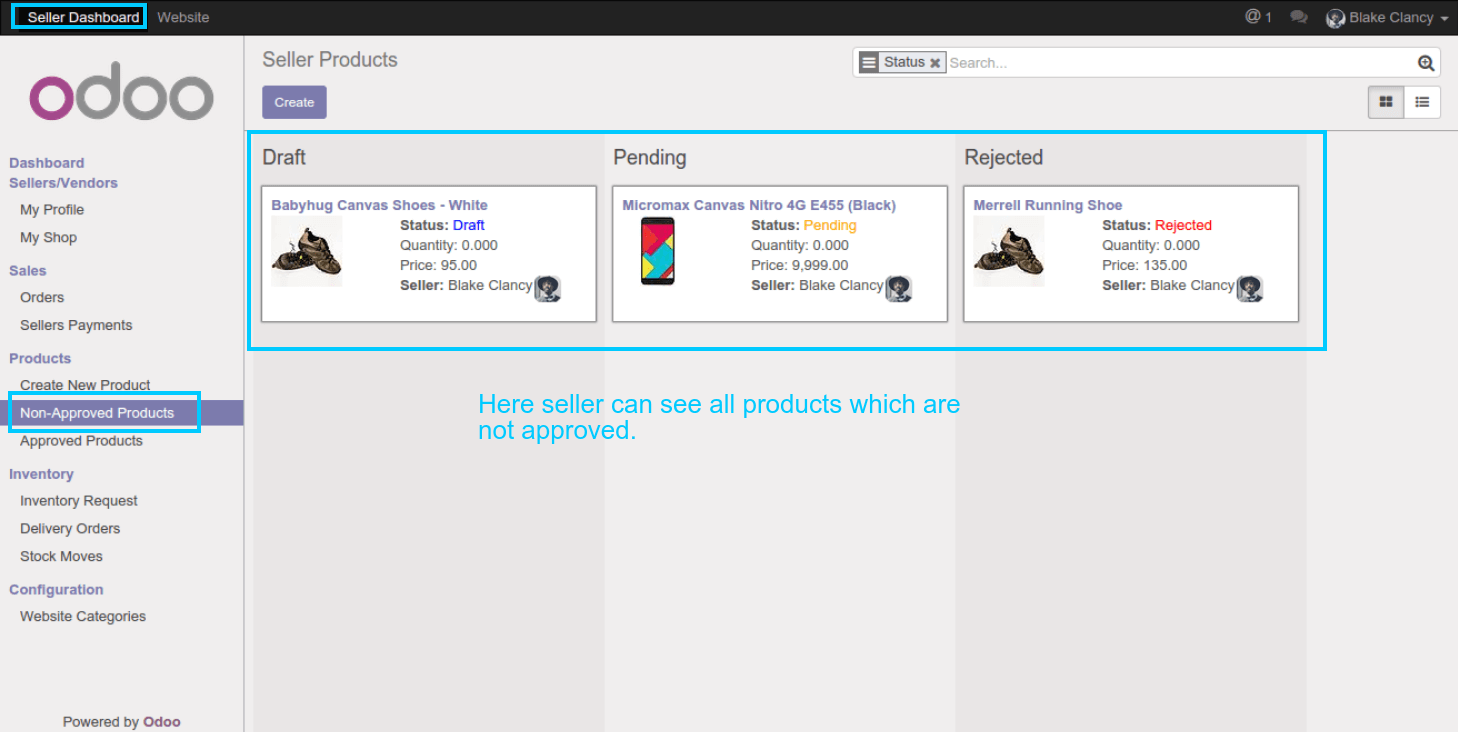 Seller Dashboard Website
@ 1 Blake Clancy
odoo
Dashboard
Sellers/Vendors
My Profile
My Shop
Sales
Orders
Sellers Payments
Products
Create New Product
Non-Approved Products
Approved Products
Inventory
Inventory Request
Delivery Orders
Stock Moves
Configuration
Website Categories
Powered by Odoo
Seller Products
Status Search...
Create
Draft
Babyhug Canvas Shoes - White
Status: Draft
Quantity: 0.000
Price: 95.00
Seller: Blake Clancy
Pending
Micromax Canvas Nitro 4G E455 (Black)
Status: Pending
Quantity: 0.000
Price: 9,999.00
Seller: Blake Clancy
Rejected
Merrell Running Shoe
Status: Rejected
Quantity: 0.000
Price: 135.00
Seller: Blake Clancy
Here seller can see all products which are
not approved.